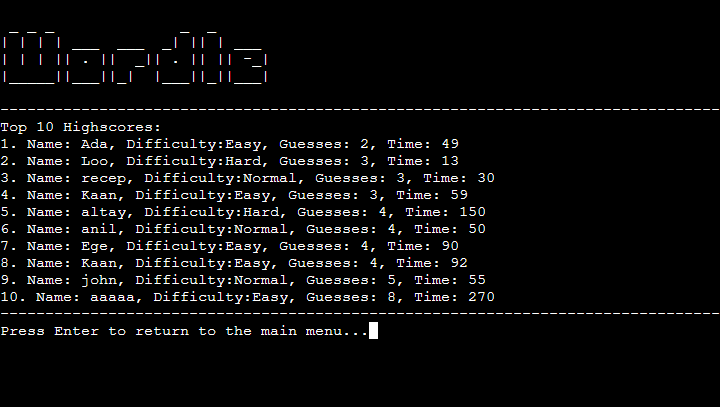 Wordle
Top 10 Highscores:
1. Name: Ada, Difficulty:Easy, Guesses: 2, Time: 49
2. Name: Loo, Difficulty:Hard, Guesses: 3, Time: 13
3. Name: recep, Difficulty:Normal, Guesses: 3, Time: 30
4. Name: Kaan, Difficulty:Easy, Guesses: 3, Time: 59
5. Name: altay, Difficulty:Hard, Guesses: 4, Time: 150
6. Name: anil, Difficulty:Normal, Guesses: 4, Time: 50
7. Name: Ege, Difficulty:Easy, Guesses: 4, Time: 90
8. Name: Kaan, Difficulty:Easy, Guesses: 4, Time: 92
9. Name: john, Difficulty:Normal, Guesses: 5, Time: 55
10. Name: aaaaa, Difficulty:Easy, Guesses: 8, Time: 270
Press Enter to return to the main menu...